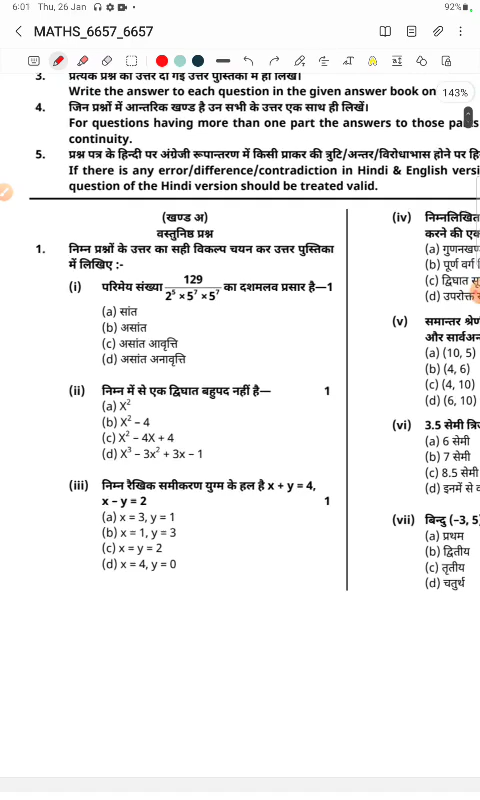 6:01 Thu, 26 Jan
92%
MATHS_6657_6657
143%
3. प्रत्येक प्रश्न का उत्तर दी गई उत्तर पुस्तिका में ही लिखें।
Write the answer to each question in the given answer book on
4. जिन प्रश्नों में आन्तरिक खण्ड है उन सभी के उत्तर एक साथ ही लिखें।
For questions having more than one part the answers to those pa s
continuity.
5. प्रश्न पत्र के हिन्दी पर अंग्रेजी रूपान्तरण में किसी प्राकर की त्रुटि/अन्तर/विरोधाभास होने पर हि
If there is any error/difference/contradiction in Hindi & English versi
question of the Hindi version should be treated valid.
(खण्ड अ)
वस्तुनिष्ठ प्रश्न
1. निम्न प्रश्नों के उत्तर का सही विकल्प चयन कर उत्तर पुस्तिका
में लिखिए :-
(i) परिमेय संख्या 129 / 2⁵ × 5⁷ × 5⁷ का दशमलव प्रसार है—1
(a) सांत
(b) असांत
(c) असांत आवृत्ति
(d) असांत अनावृत्ति
(ii) निम्न में से एक द्विघात बहुपद नहीं है— 1
(a) X²
(b) X² – 4
(c) X² – 4X + 4
(d) X³ – 3x² + 3x – 1
(iii) निम्न रैखिक समीकरण युग्म के हल है x + y = 4,
x – y = 2 1
(a) x = 3, y = 1
(b) x = 1, y = 3
(c) x = y = 2
(d) x = 4, y = 0
(iv) निम्नलिखित
करने की एक
(a) गुणनखण
(b) पूर्ण वर्ग
(c) द्विघात सू
(d) उपरोक्त
(v) समान्तर श्रेण
और सार्वअन
(a) (10, 5)
(b) (4, 6)
(c) (4, 10)
(d) (6, 10)
(vi) 3.5 सेमी त्रि
(a) 6 सेमी
(b) 7 सेमी
(c) 8.5 सेमी
(d) इनमें से
(vii) बिन्दु (–3, 5
(a) प्रथम
(b) द्वितीय
(c) तृतीय
(d) चतुर्थ